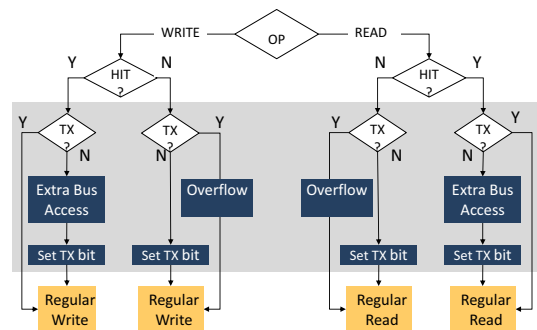 WRITE
OP
READ
Y
HIT
?
N
N
HIT
?
Y
Y
TX
?
N
TX
?
N
Y
Y
TX
?
N
TX
?
N
Y
Extra Bus
Access
Overflow
Overflow
Extra Bus
Access
Set TX bit
Set TX bit
Set TX bit
Set TX bit
Regular
Write
Regular
Write
Regular
Read
Regular
Read